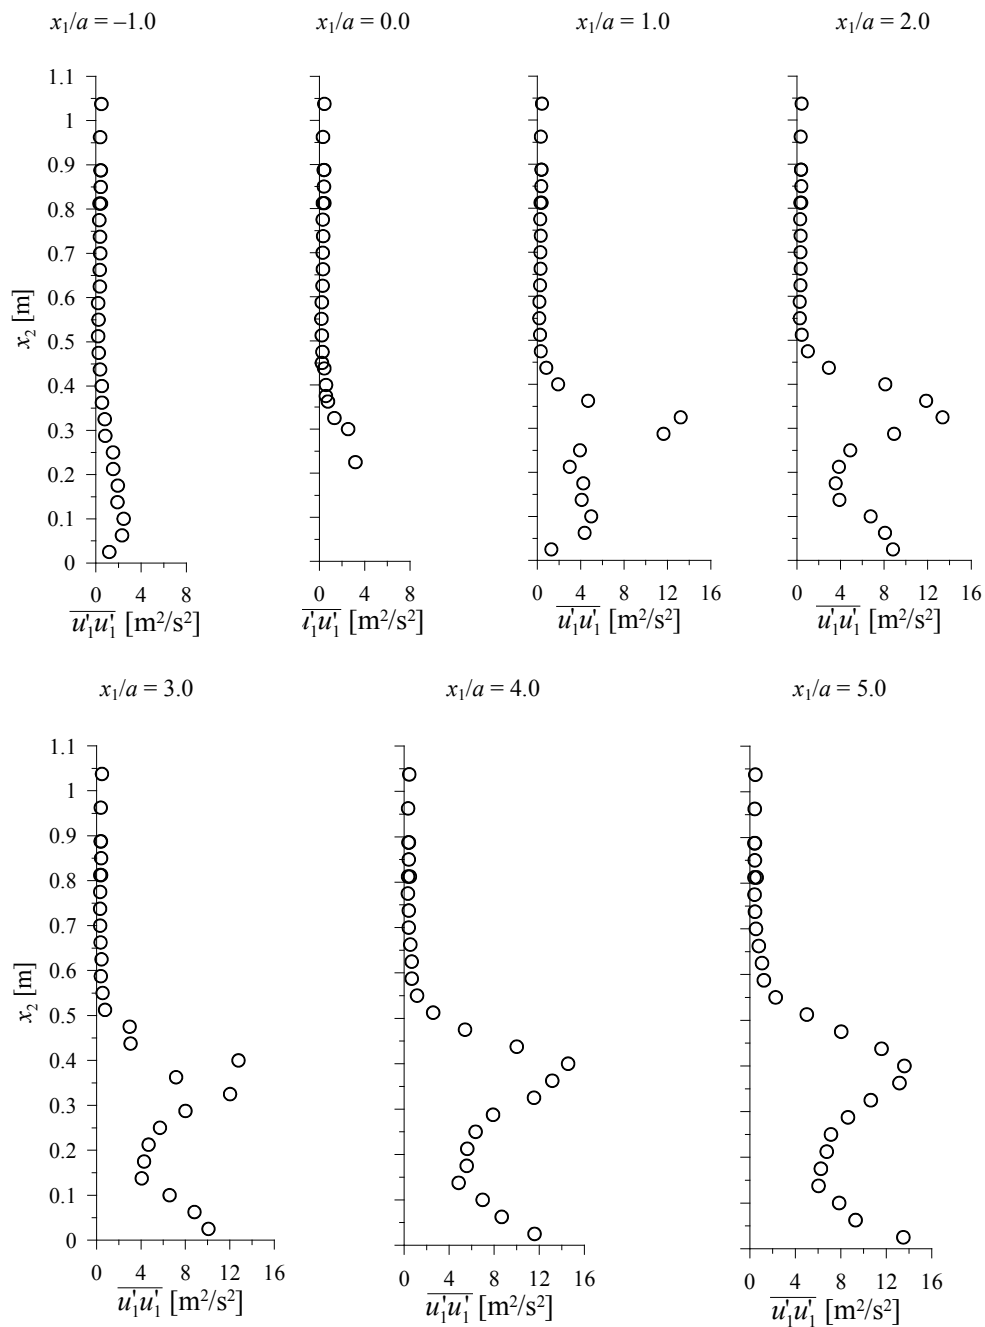 x₁/a = –1.0
x₁/a = 0.0
x₁/a = 1.0
x₁/a = 2.0
1.1
1
0.9
0.8
0.7
0.6
0.5
0.4
0.3
0.2
0.1
0
x₂ [m]
0 4 8
0 4 8
0 4 8 12 16
0 4 8 12 16
u'₁u'₁ [m²/s²]
ı'₁u'₁ [m²/s²]
u'₁u'₁ [m²/s²]
u'₁u'₁ [m²/s²]
x₁/a = 3.0
x₁/a = 4.0
x₁/a = 5.0
1.1
1
0.9
0.8
0.7
0.6
0.5
0.4
0.3
0.2
0.1
0
x₂ [m]
0 4 8 12 16
0 4 8 12 16
0 4 8 12 16
u'₁u'₁ [m²/s²]
u'₁u'₁ [m²/s²]
u'₁u'₁ [m²/s²]